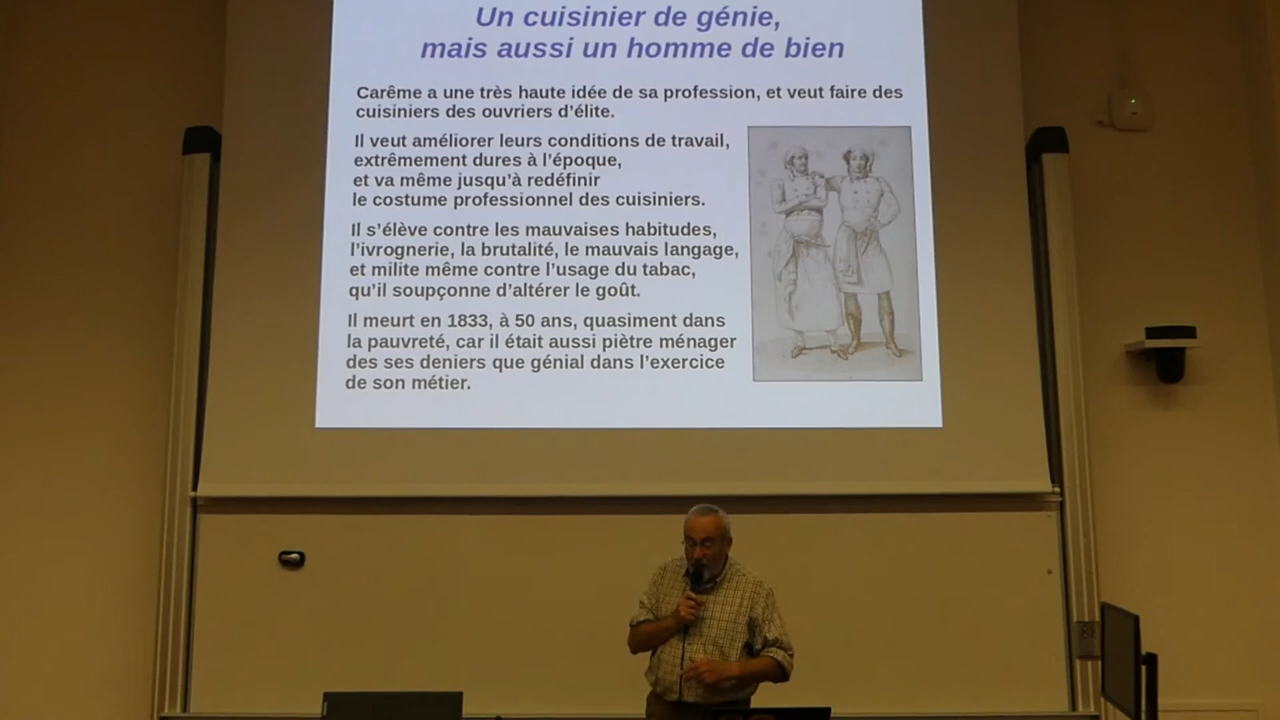 Un cuisinier de génie,
mais aussi un homme de bien
Carême a une très haute idée de sa profession, et veut faire des
cuisiniers des ouvriers d'élite.
Il veut améliorer leurs conditions de travail,
extrêmement dures à l'époque,
et va même jusqu'à redéfinir
le costume professionnel des cuisiniers.
Il s'élève contre les mauvaises habitudes,
l'ivrognerie, la brutalité, le mauvais langage,
et milite même contre l'usage du tabac,
qu'il soupçonne d'altérer le goût.
Il meurt en 1833, à 50 ans, quasiment dans
la pauvreté, car il était aussi piètre ménager
des ses deniers que génial dans l'exercice
de son métier.